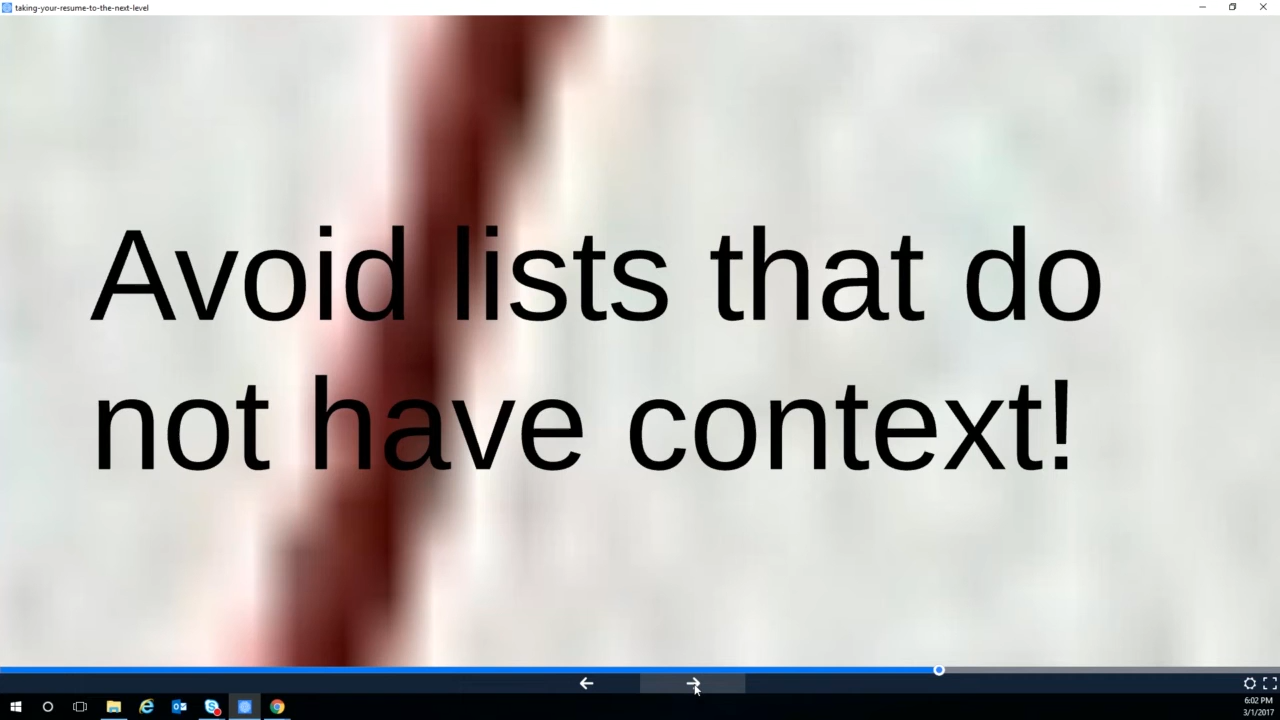 taking-your-resume-to-the-next-level
Avoid lists that do
not have context!
6:02 PM
3/1/2017